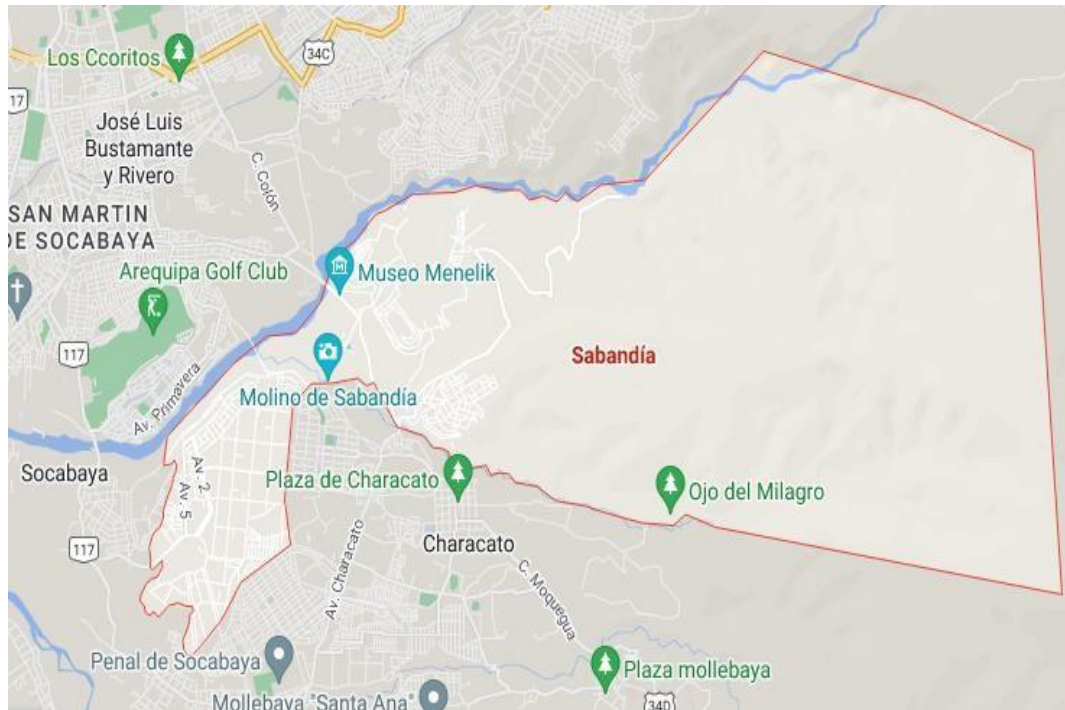 Los Ccoritos
34C
17
José Luis
Bustamante
y Rivero
C. Colón
SAN MARTIN
DE SOCABAYA
Arequipa Golf Club
Museo Menelik
117
Sabandía
Molino de Sabandía
Av. Primavera
Socabaya
Av. 2
Av. 5
Plaza de Characato
Ojo del Milagro
117
Characato
Av. Characato
C. Moquegua
Penal de Socabaya
Plaza mollebaya
Mollebaya "Santa Ana"
34D